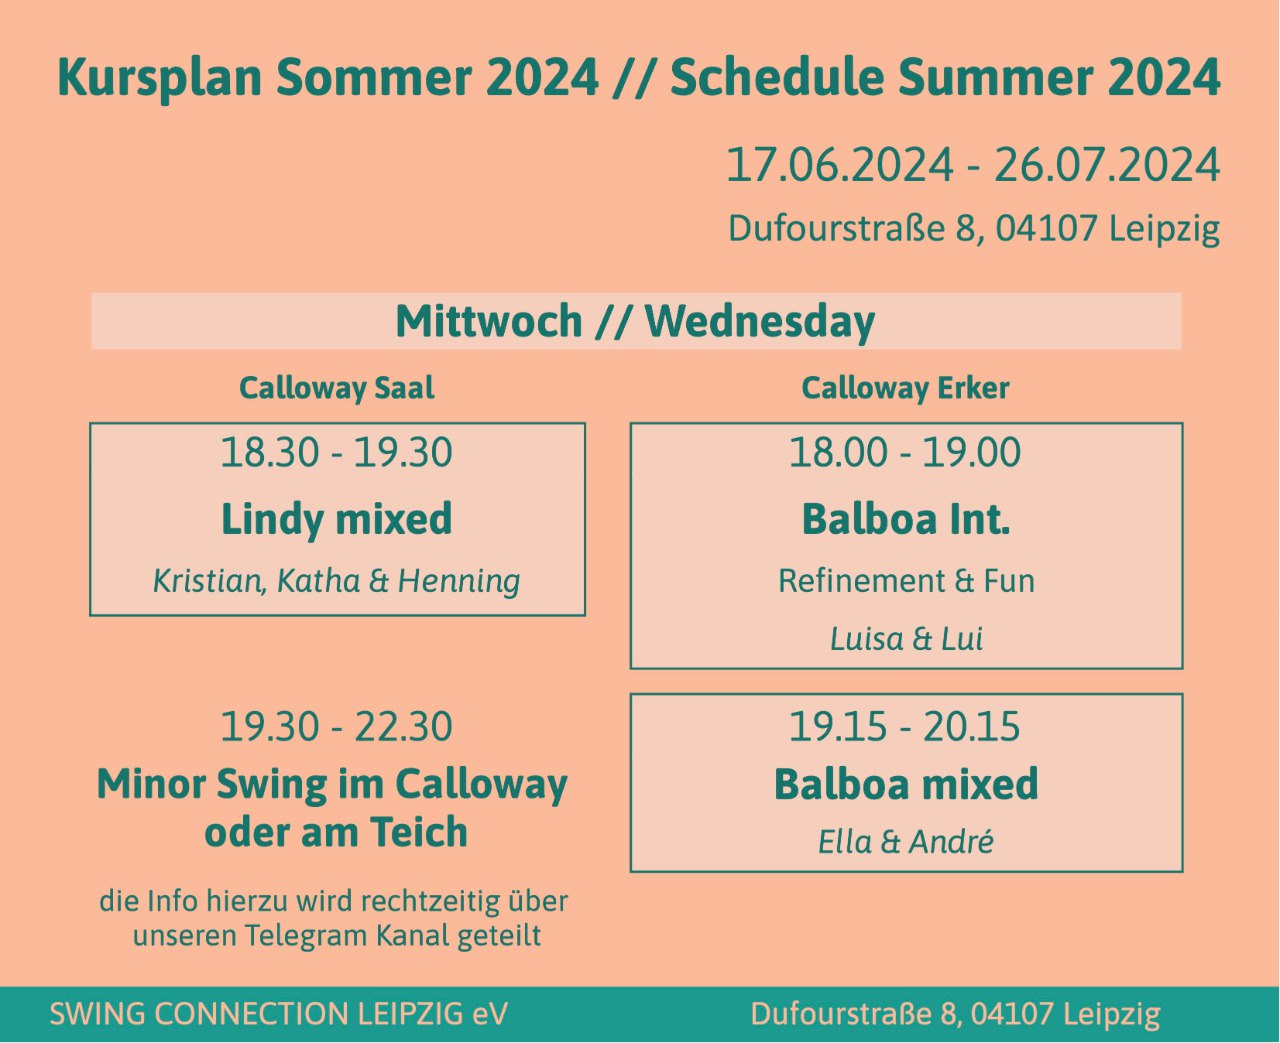 Kursplan Sommer 2024 // Schedule Summer 2024
17.06.2024 - 26.07.2024
Dufourstraße 8, 04107 Leipzig
Mittwoch // Wednesday
Calloway Saal
18.30 - 19.30
Lindy mixed
Kristian, Katha & Henning
19.30 - 22.30
Minor Swing im Calloway
oder am Teich
die Info hierzu wird rechtzeitig über
unseren Telegram Kanal geteilt
Calloway Erker
18.00 - 19.00
Balboa Int.
Refinement & Fun
Luisa & Lui
19.15 - 20.15
Balboa mixed
Ella & André
SWING CONNECTION LEIPZIG eV
Dufourstraße 8, 04107 Leipzig